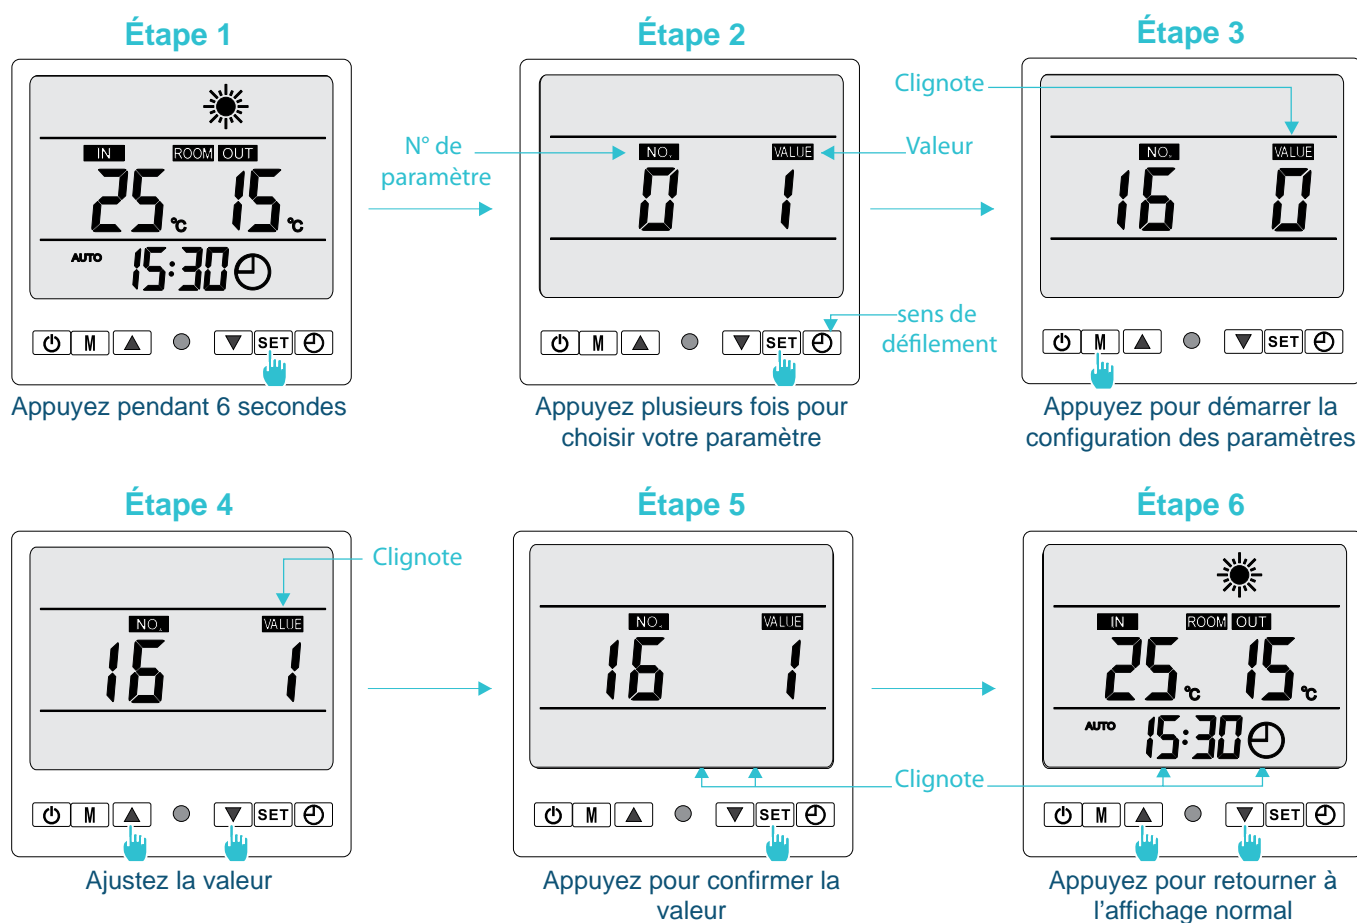 Étape 1
IN ROOM OUT
25 °C 15 °C
AUTO 15:30
M SET
Appuyez pendant 6 secondes
Étape 2
N° de
paramètre
NO. VALUE
0 1
Valeur
M SET
sens de
défilement
Appuyez plusieurs fois pour
choisir votre paramètre
Étape 3
Clignote
NO. VALUE
16 0
M SET
Appuyez pour démarrer la
configuration des paramètres
Étape 4
Clignote
NO. VALUE
16 1
M SET
Ajustez la valeur
Étape 5
NO. VALUE
16 1
Clignote
M SET
Appuyez pour confirmer la
valeur
Étape 6
IN ROOM OUT
25 °C 15 °C
AUTO 15:30
M SET
Appuyez pour retourner à
l'affichage normal